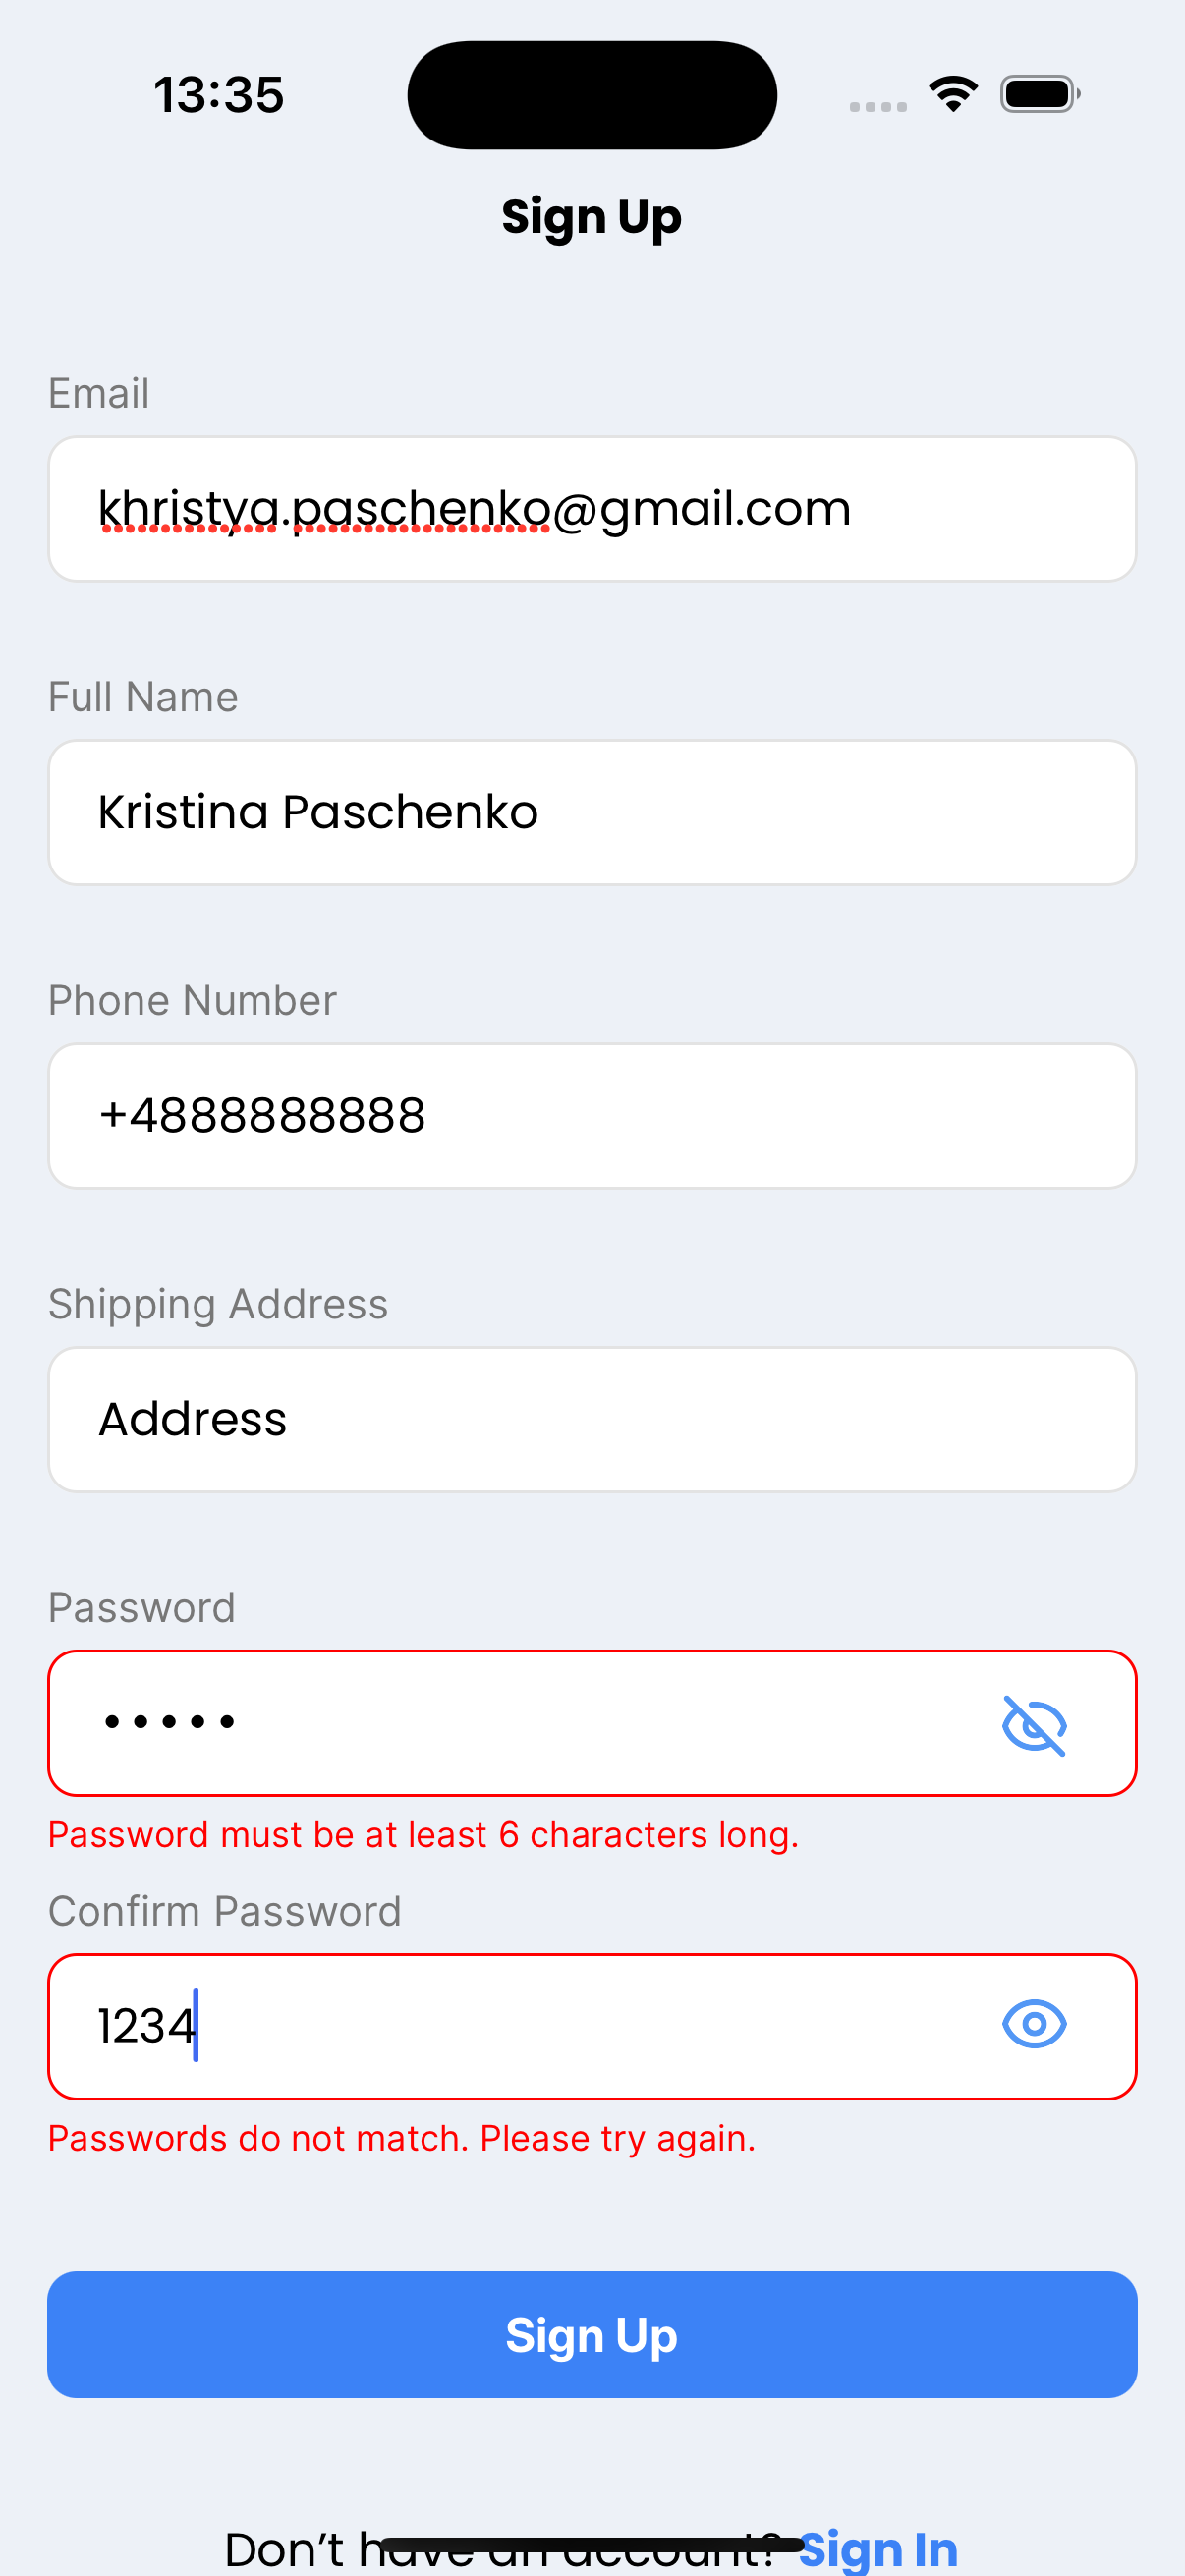 13:35
Sign Up
Email
khristya.paschenko@gmail.com
Full Name
Kristina Paschenko
Phone Number
+4888888888
Shipping Address
Address
Password
•••••
Password must be at least 6 characters long.
Confirm Password
1234
Passwords do not match. Please try again.
Sign Up
Don’t have an account? Sign In